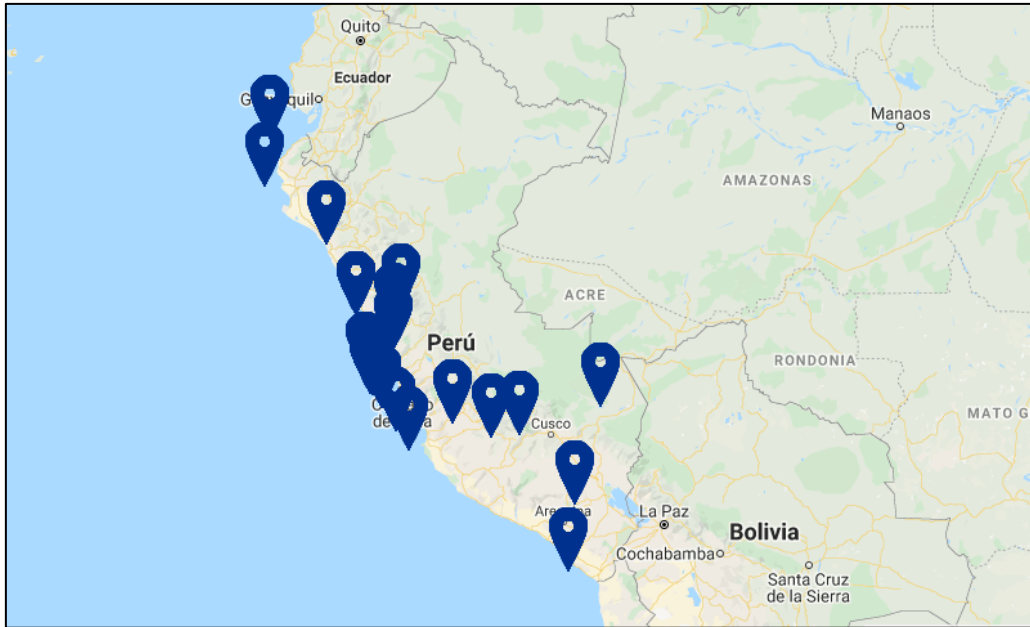 Quito
Ecuador
Manaos
AMAZONAS
ACRE
Perú
RONDONIA
MATO G
Cusco
La Paz
Bolivia
Cochabamba
Santa Cruz
de la Sierra